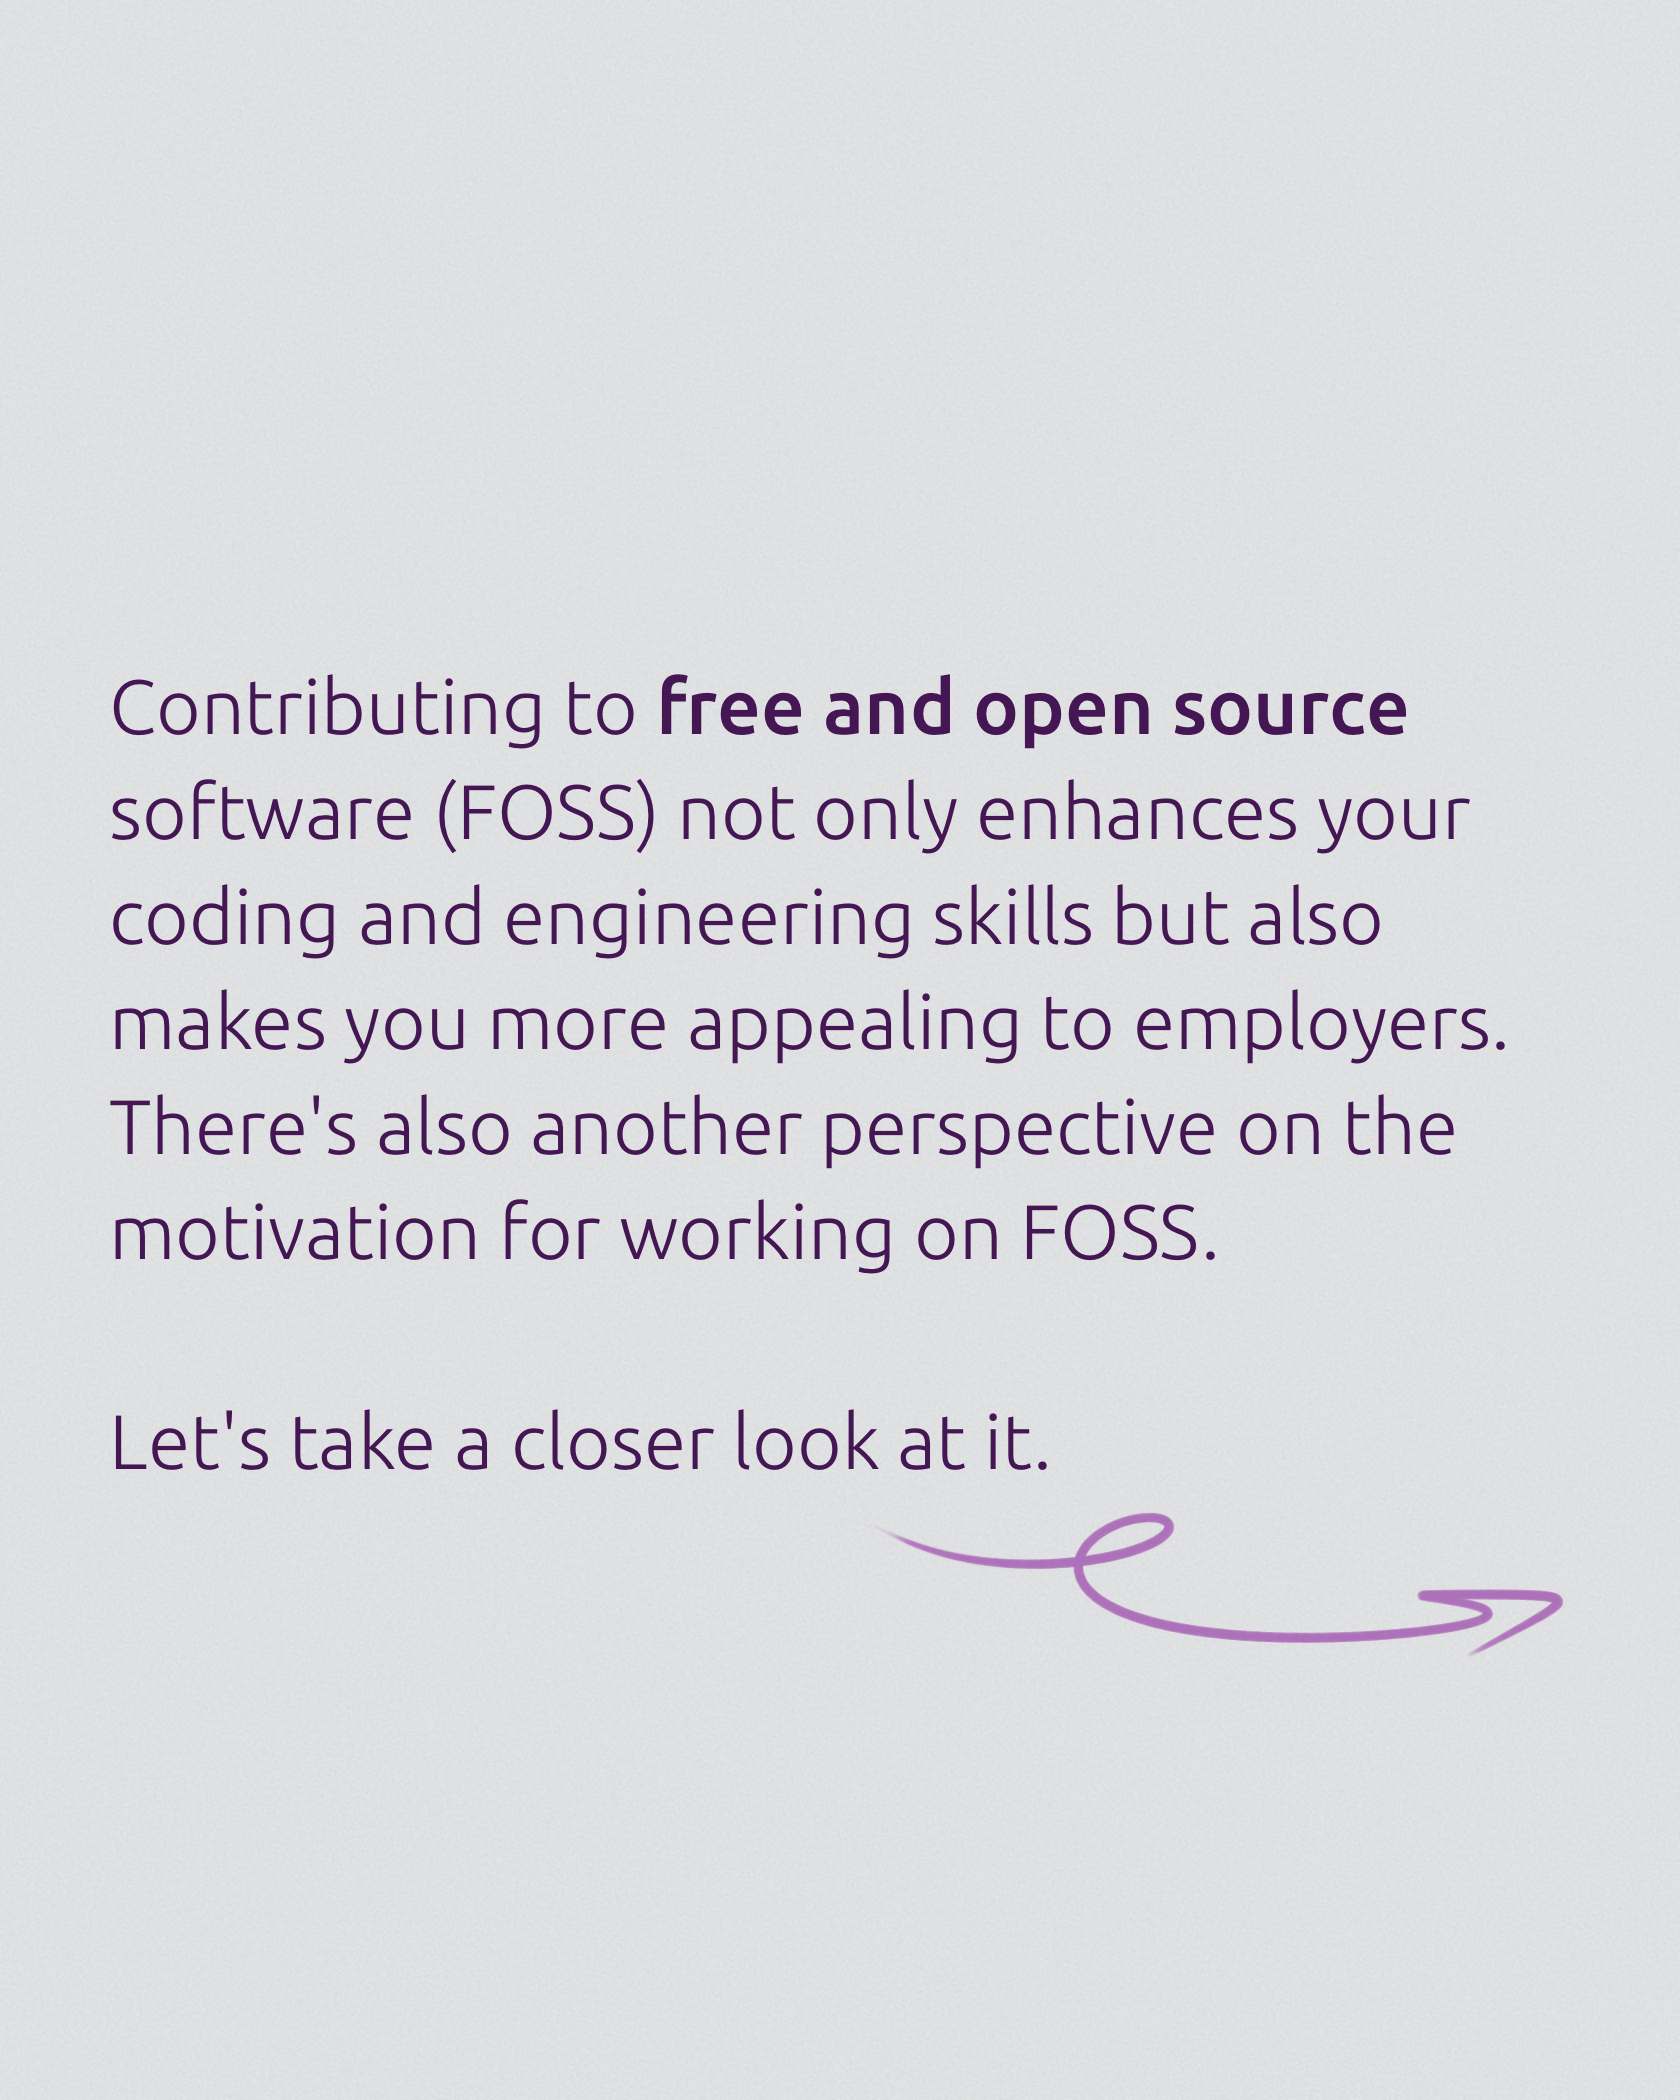 Contributing to free and open source
software (FOSS) not only enhances your
coding and engineering skills but also
makes you more appealing to employers.
There's also another perspective on the
motivation for working on FOSS.
Let's take a closer look at it.